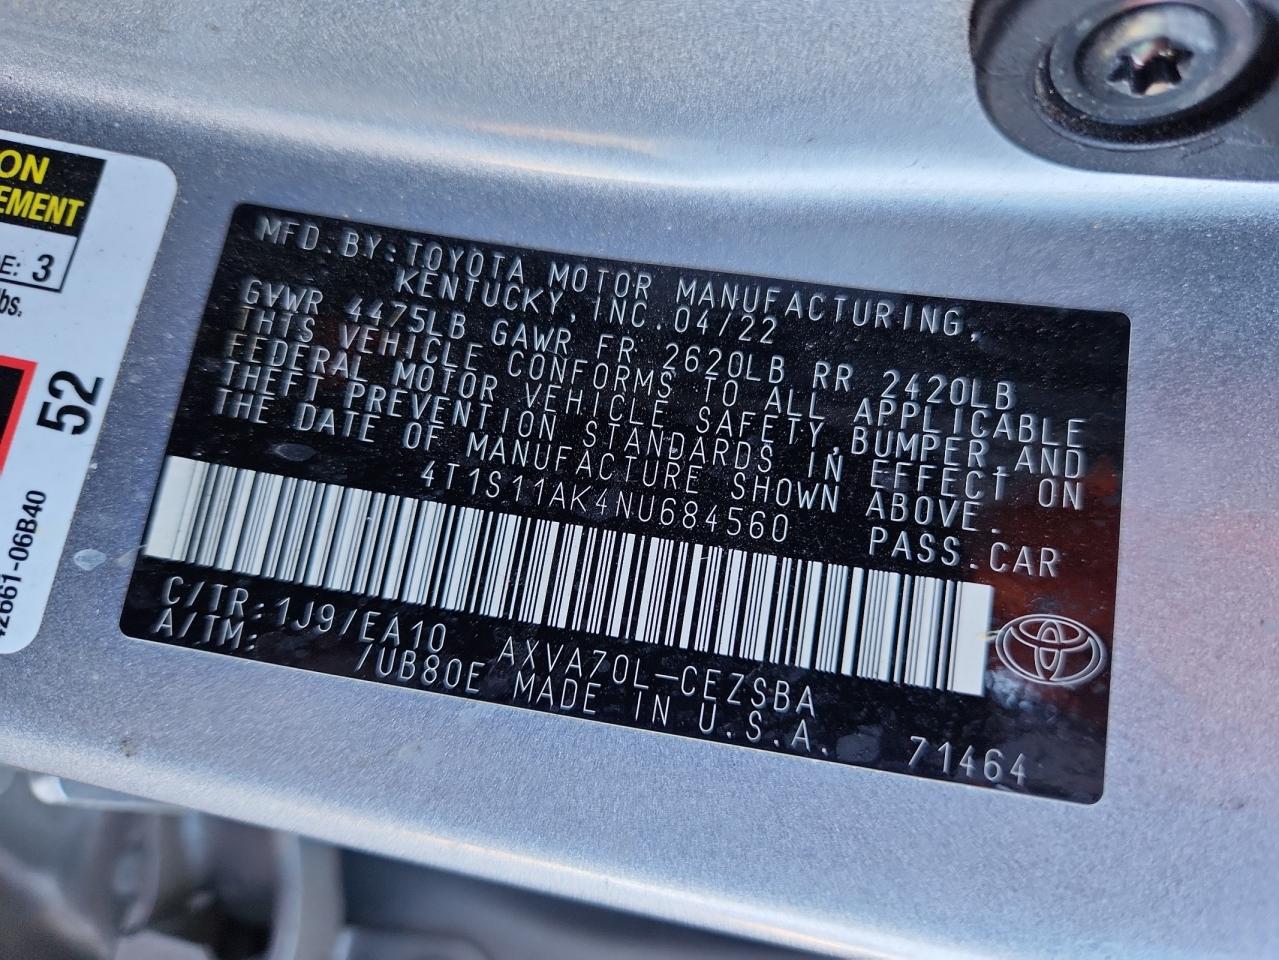 ON
EMENT
E: 3
lbs.
52
42661-06B40
MFD.BY:TOYOTA MOTOR MANUFACTURING,
KENTUCKY,INC.04/22
GVWR 4475LB GAWR FR 2620LB RR 2420LB
THIS VEHICLE CONFORMS TO ALL APPLICABLE
FEDERAL MOTOR VEHICLE SAFETY,BUMPER,AND
THEFT PREVENTION STANDARDS IN EFFECT ON
THE DATE OF MANUFACTURE SHOWN ABOVE.
4T1S11AK4NU684560 PASS.CAR
C/TR:1J9/EA10 AXVA70L-CEZSBA
A/TM: /UB80E MADE IN U.S.A. 71464